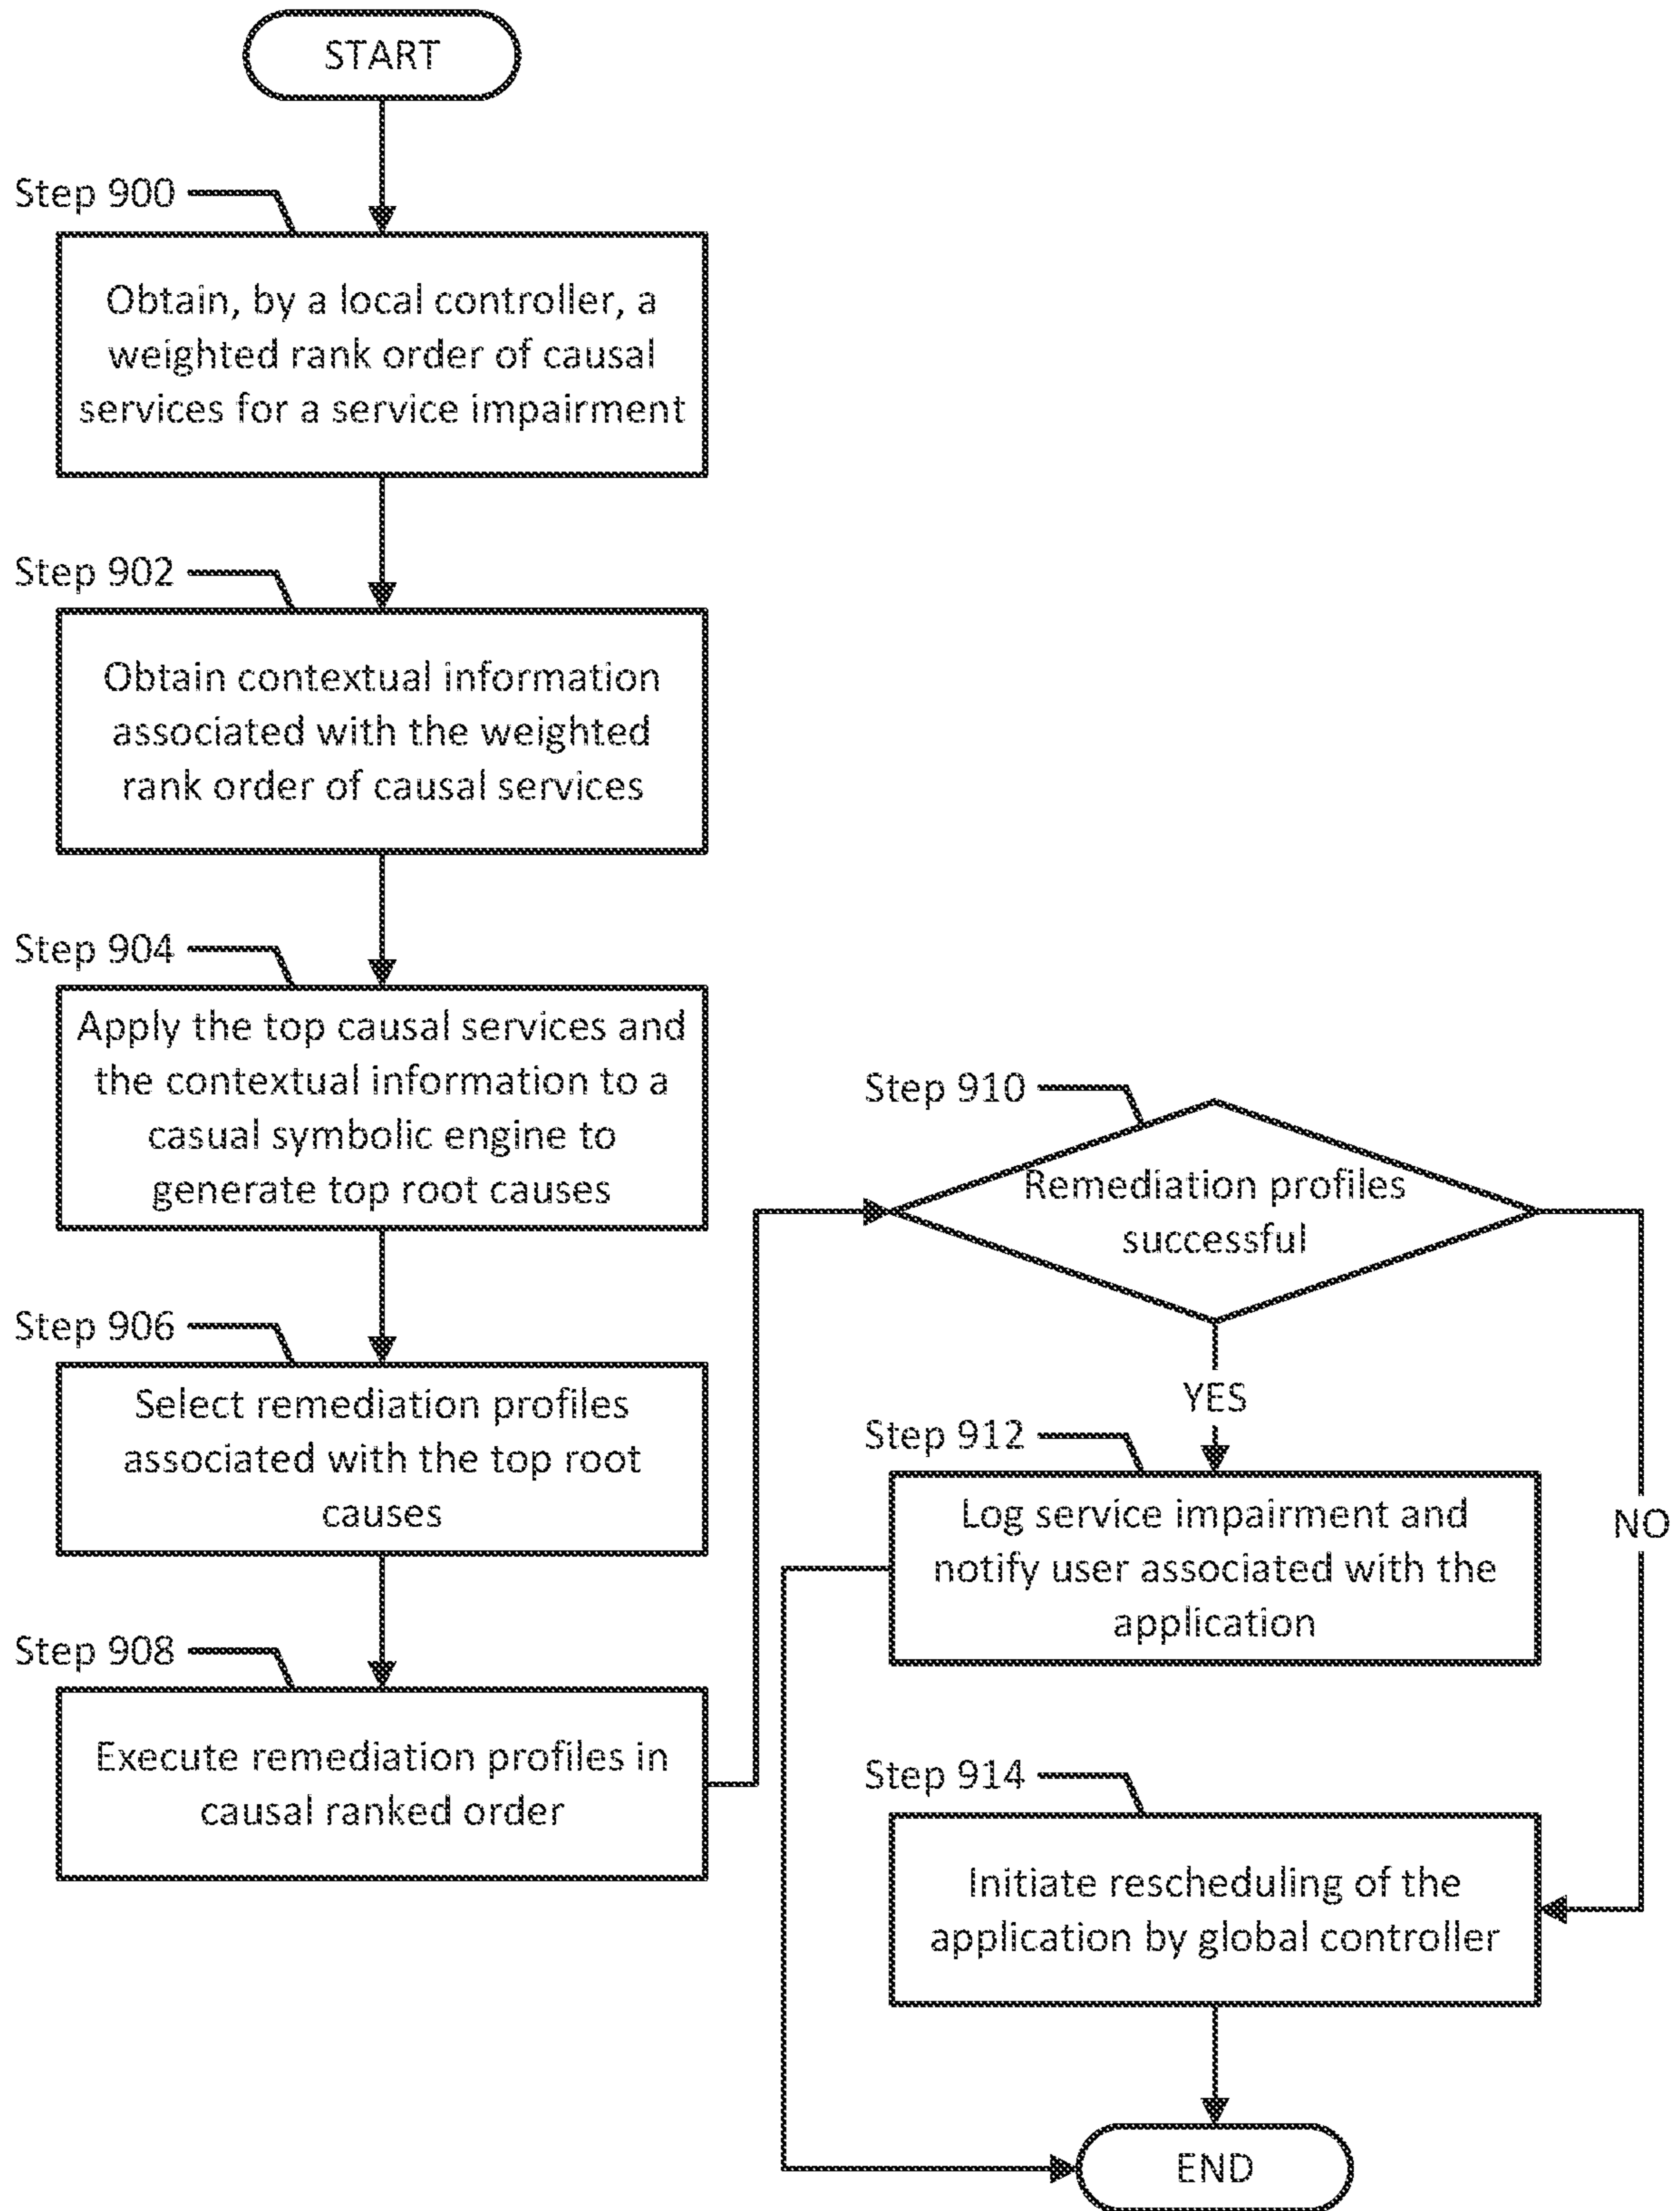 START
Step 900
Obtain, by a local controller, a
weighted rank order of causal
services for a service impairment
Step 902
Obtain contextual information
associated with the weighted
rank order of causal services
Step 904
Apply the top causal services and
the contextual information to a
casual symbolic engine to
generate top root causes
Step 906
Select remediation profiles
associated with the top root
causes
Step 908
Execute remediation profiles in
causal ranked order
Step 910
Remediation profiles
successful
YES
NO
Step 912
Log service impairment and
notify user associated with the
application
Step 914
Initiate rescheduling of the
application by global controller
END